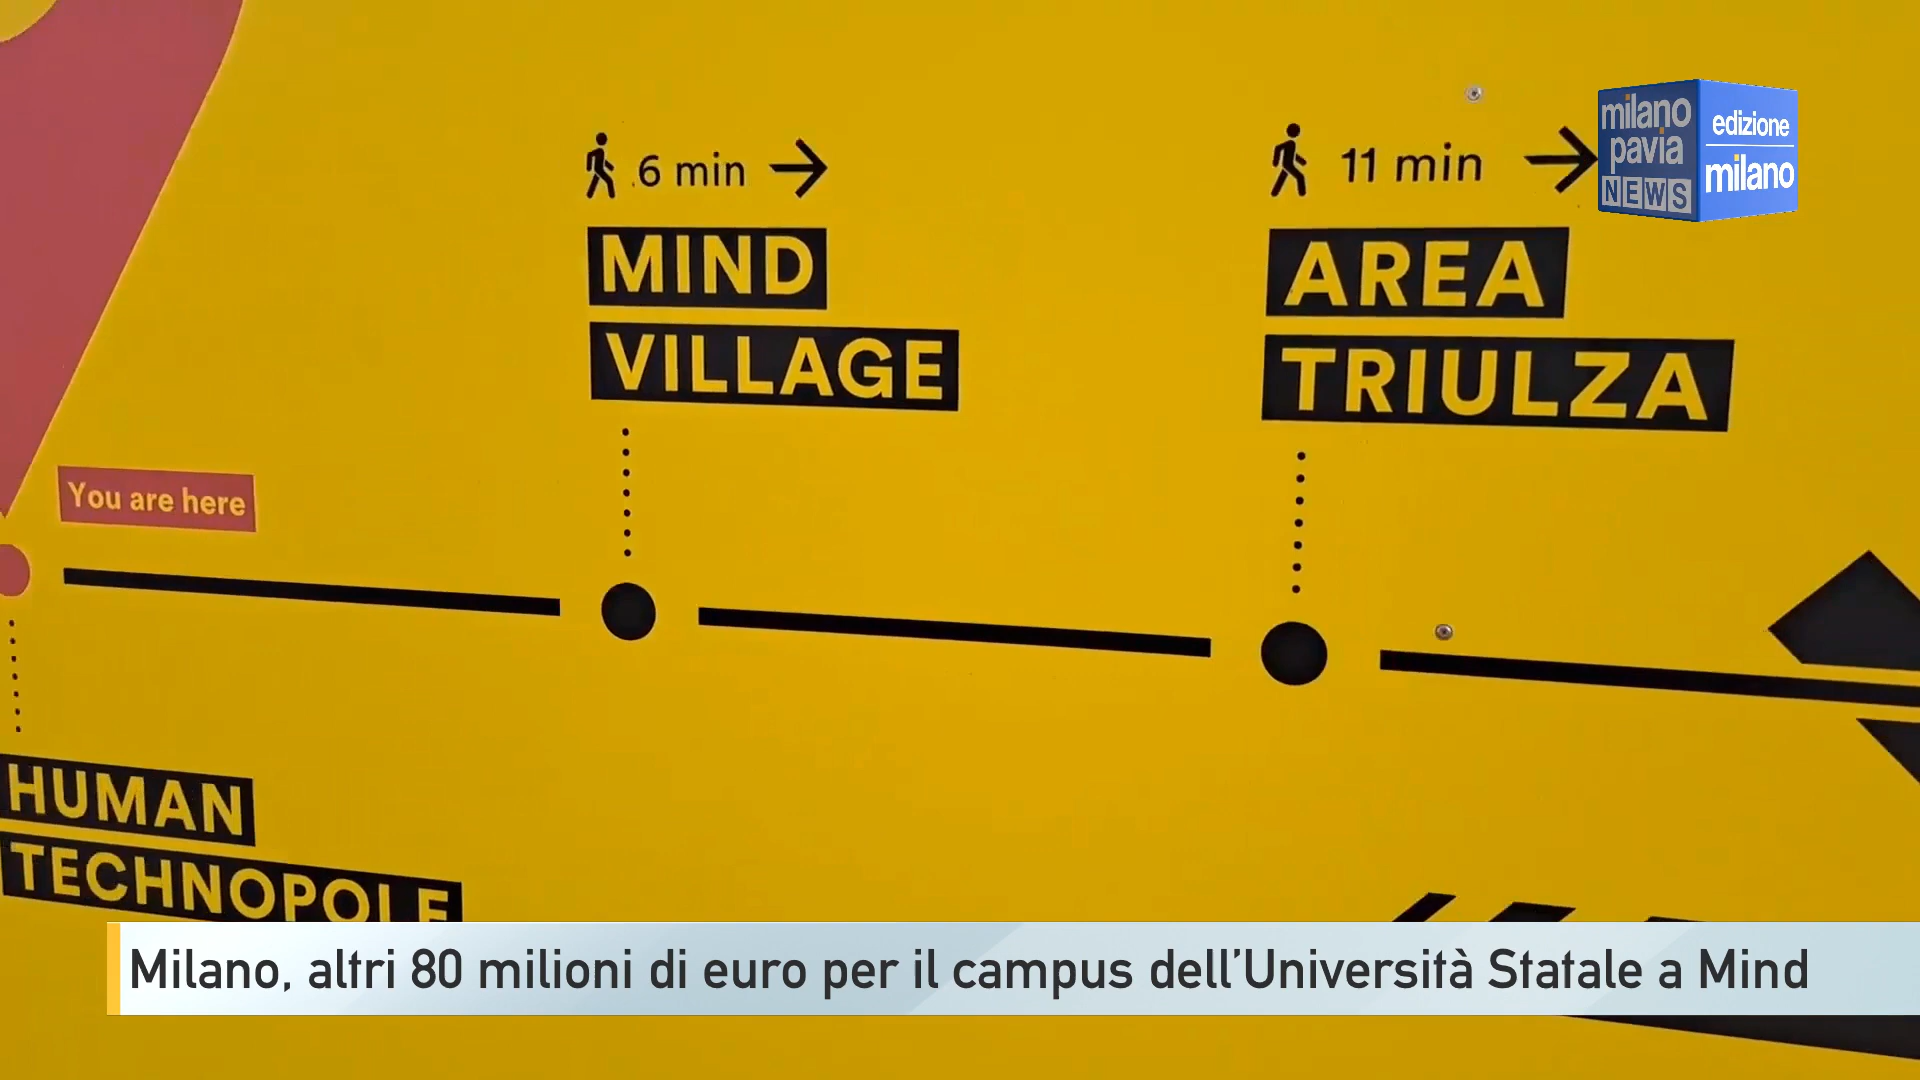 6 min
MIND
VILLAGE
11 min
AREA
TRIULZA
milano
pavia
NEWS
edizione
milano
You are here
HUMAN
TECHNOPOLE
Milano, altri 80 milioni di euro per il campus dell'Università Statale a Mind